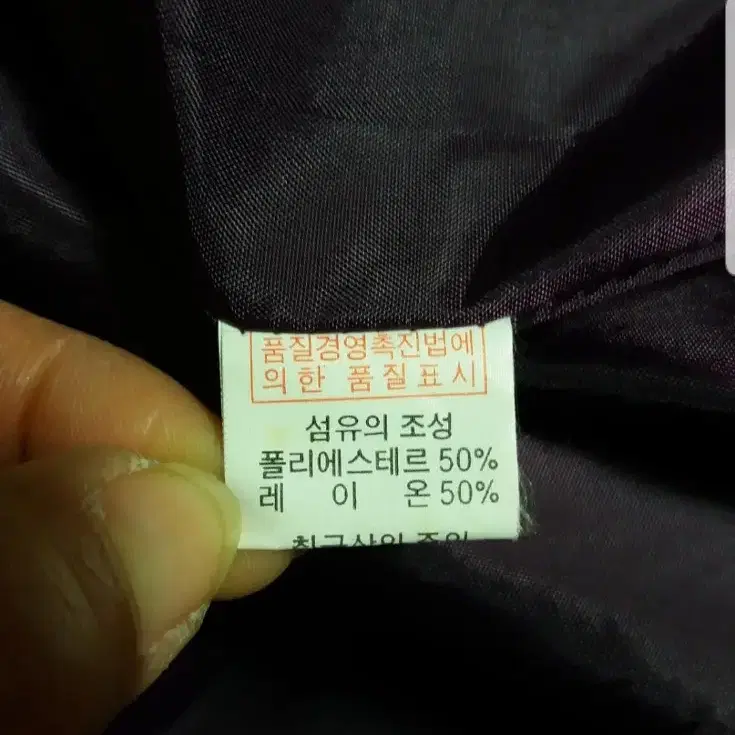 품질경영촉진법에
의한 품질표시
섬유의 조성
폴리에스테르 50%
레 이 온 50%